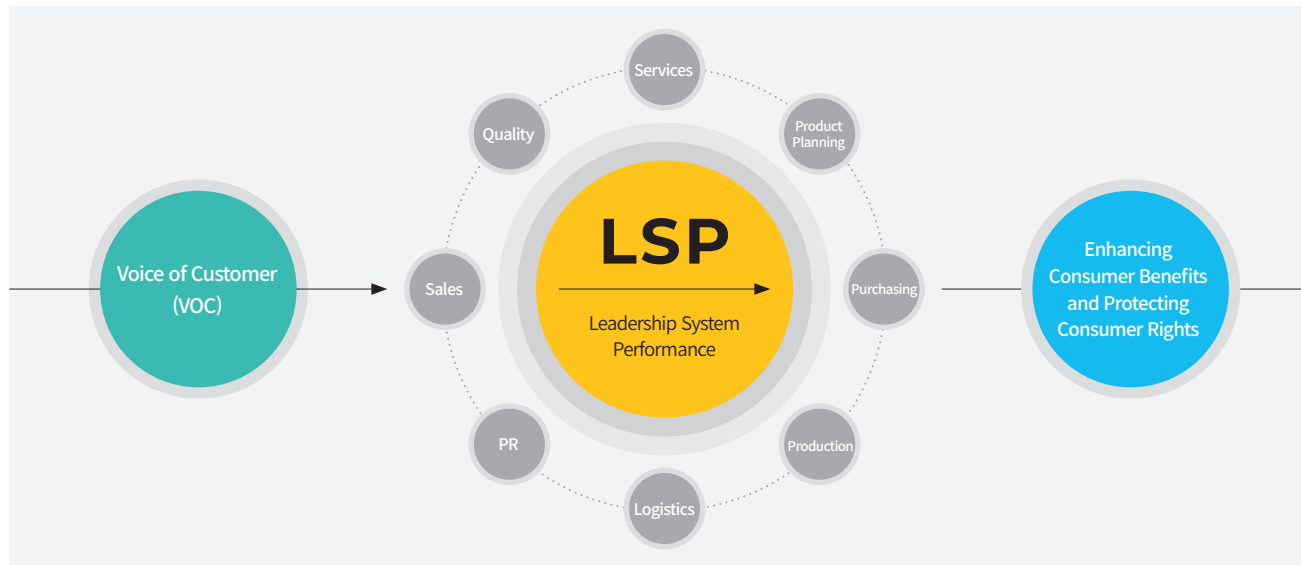 Voice of Customer
(VOC)
Services
Quality
Product
Planning
Sales
LSP
Leadership System
Performance
Purchasing
PR
Production
Logistics
Enhancing
Consumer Benefits
and Protecting
Consumer Rights